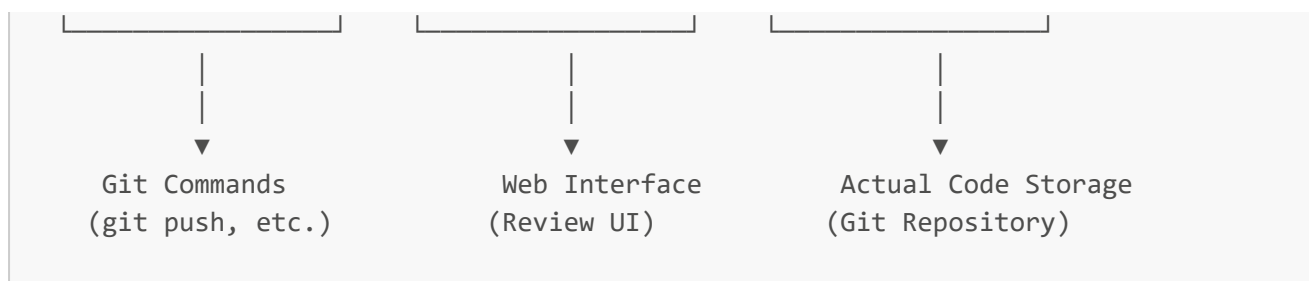 Git Commands Web Interface Actual Code Storage
(git push, etc.) (Review UI) (Git Repository)